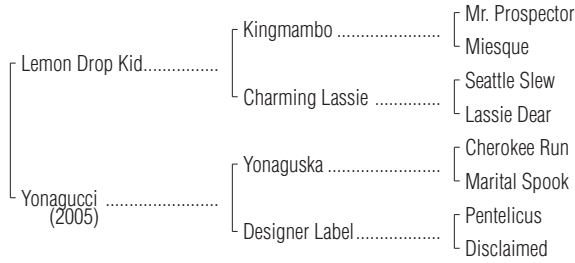 Mr. Prospector
Kingmambo ....................
Miesque
Lemon Drop Kid...............
Seattle Slew
Charming Lassie .............
Lassie Dear
Cherokee Run
Yonaguska ......................
Marital Spook
Yonagucci ......................
(2005)
Pentelicus
Designer Label.................
Disclaimed